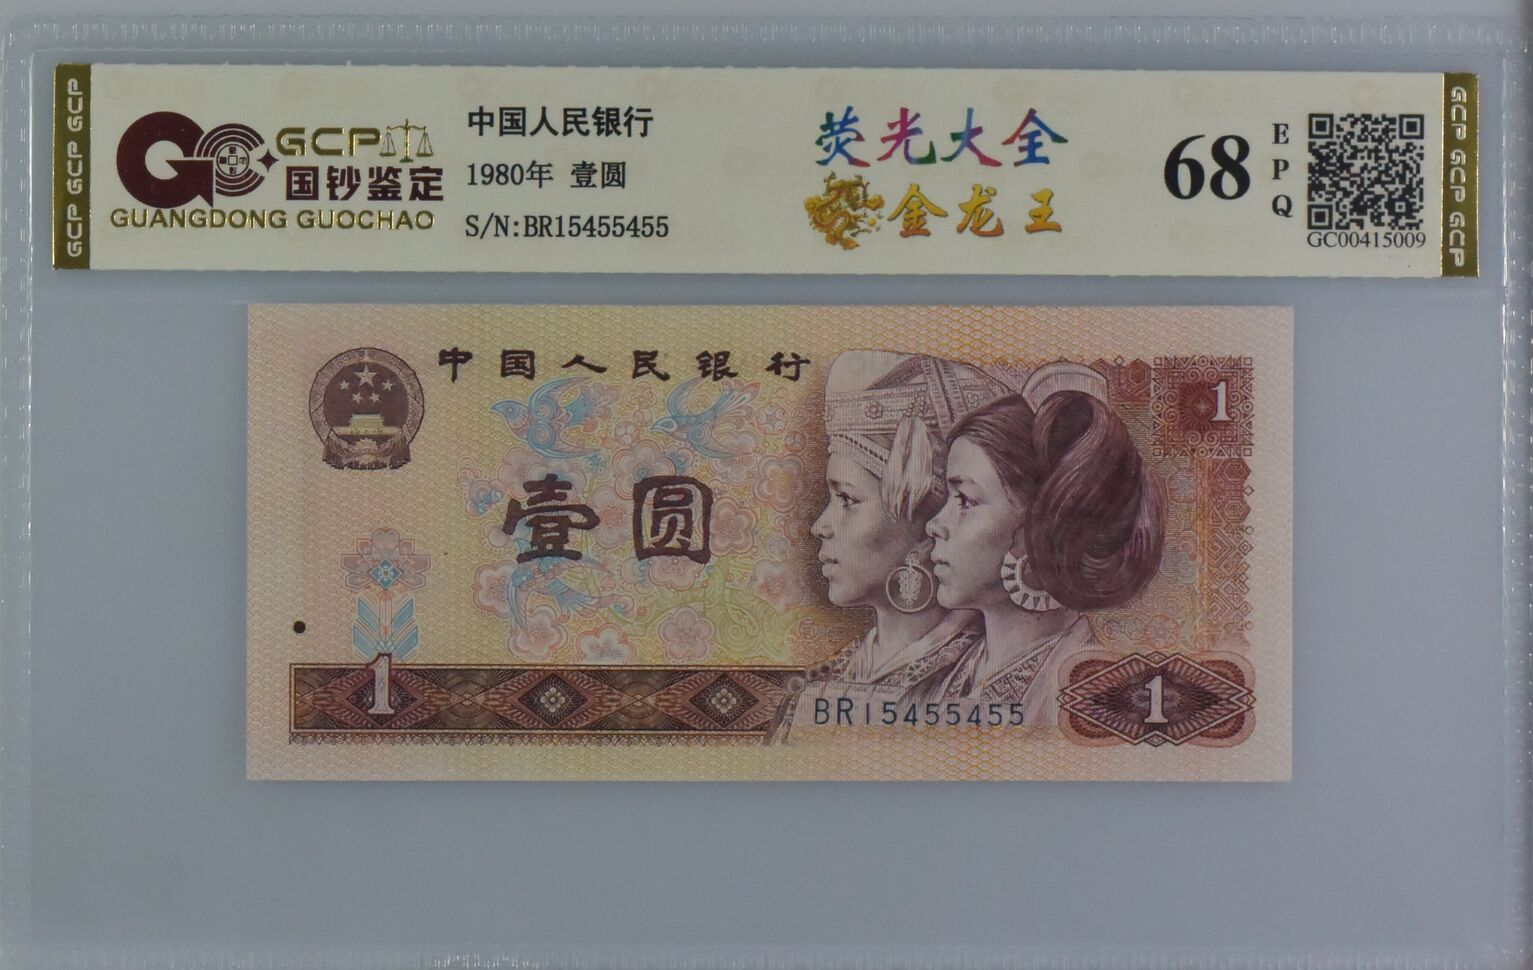 GCP GCP GCP
GCP
国钞鉴定
GUANGDONG GUOCHAO
中国人民银行
1980年 壹圆
S/N:BR15455455
荧光大全
金龙王
68
EPQ
GC00415009
GCP GCP GCP
中国人民银行
1
壹圆
1
BR15455455
1